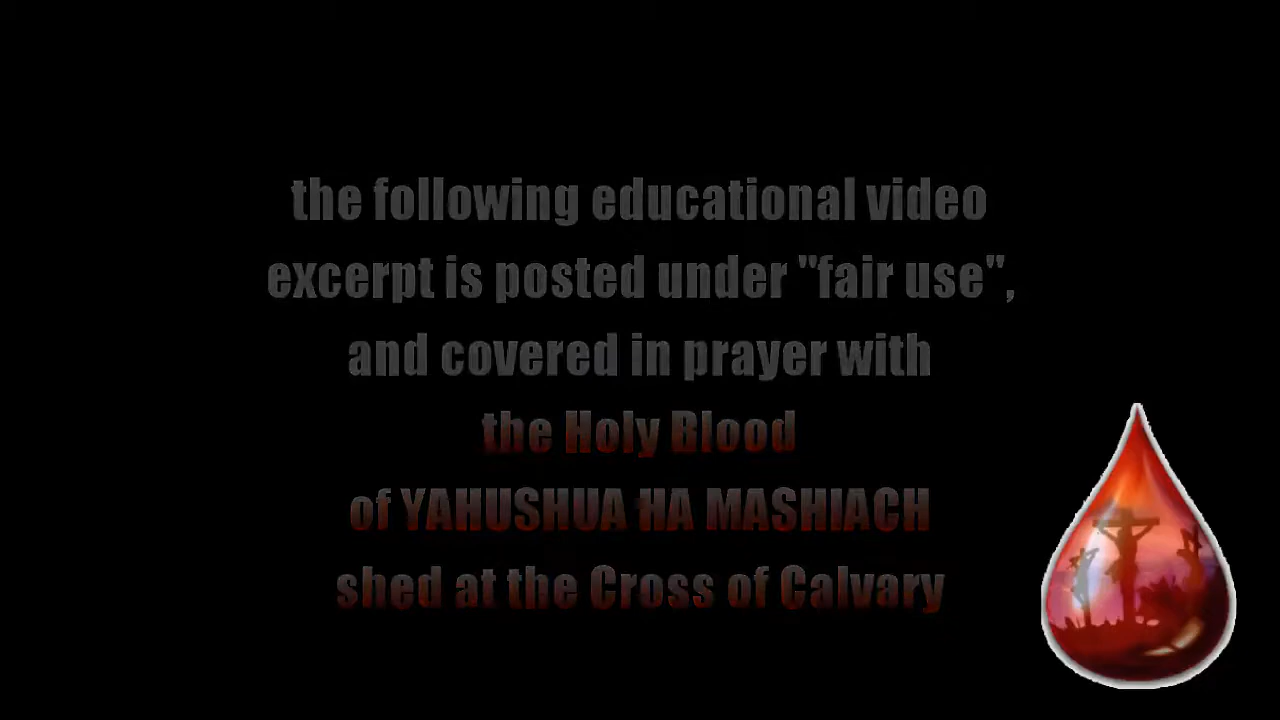 the following educational video
excerpt is posted under "fair use",
and covered in prayer with
the Holy Blood
of YAHUSHUA HA MASHIACH
shed at the Cross of Calvary